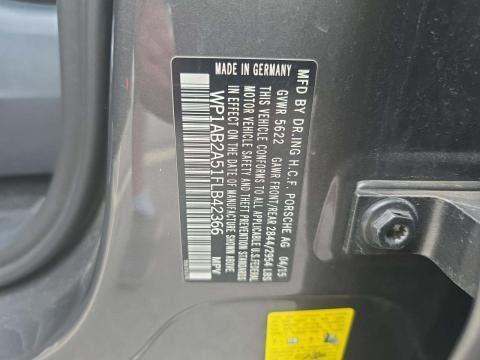 MADE IN GERMANY
WFD BY DR.ING H.C.F. PORSCHE AG 04/15
GVWR 5622 GAWR FRONT/REAR 2844/2954 LBS
THIS VEHICLE CONFORMS TO ALL APPLICABLE U.S.FEDERAL
MOTOR VEHICLE SAFETY AND THEFT PREVENTION STANDARDS
IN EFFECT ON THE DATE OF MANUFACTURE SHOWN ABOVE.
WP1AB2A51FLB42366 MPV